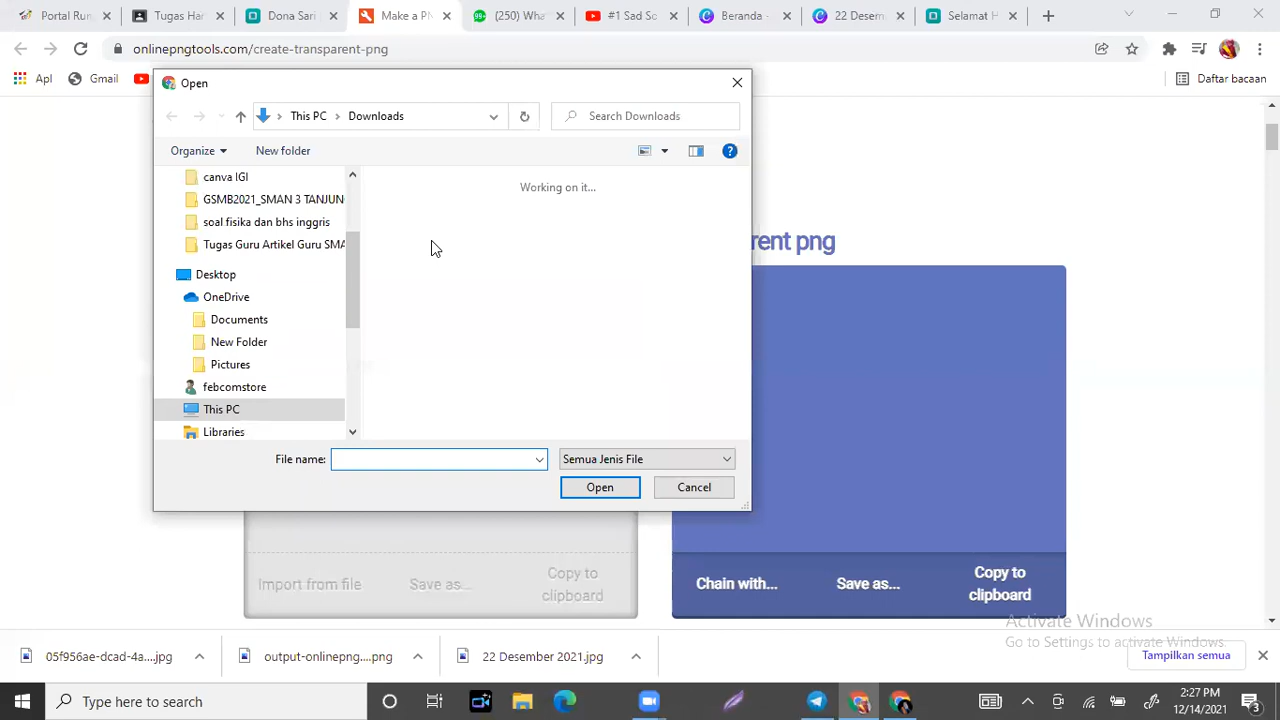 Portal Ru
Tugas Har
Dona Sari
Make a PN
(250) Wha
#1 Sad So
Beranda -
22 Desem
Selamat H
onlinepngtools.com/create-transparent-png
Apl
Gmail
Daftar bacaan
Open
This PC
Downloads
Search Downloads
Organize
New folder
canva IGI
GSMB2021_SMAN 3 TANJUN
soal fisika dan bhs inggris
Tugas Guru Artikel Guru SMA
Desktop
OneDrive
Documents
New Folder
Pictures
febcomstore
This PC
Libraries
Working on it...
File name:
Semua Jenis File
Open
Cancel
rent png
Import from file
Save as...
Copy to
clipboard
Chain with...
Save as...
Copy to
clipboard
Activate Windows
Go to Settings to activate Windows.
05f956ae-dcad-4a....jpg
output-onlinepng....png
22 Desember 2021.jpg
Tampilkan semua
Type here to search
2:27 PM
12/14/2021
3